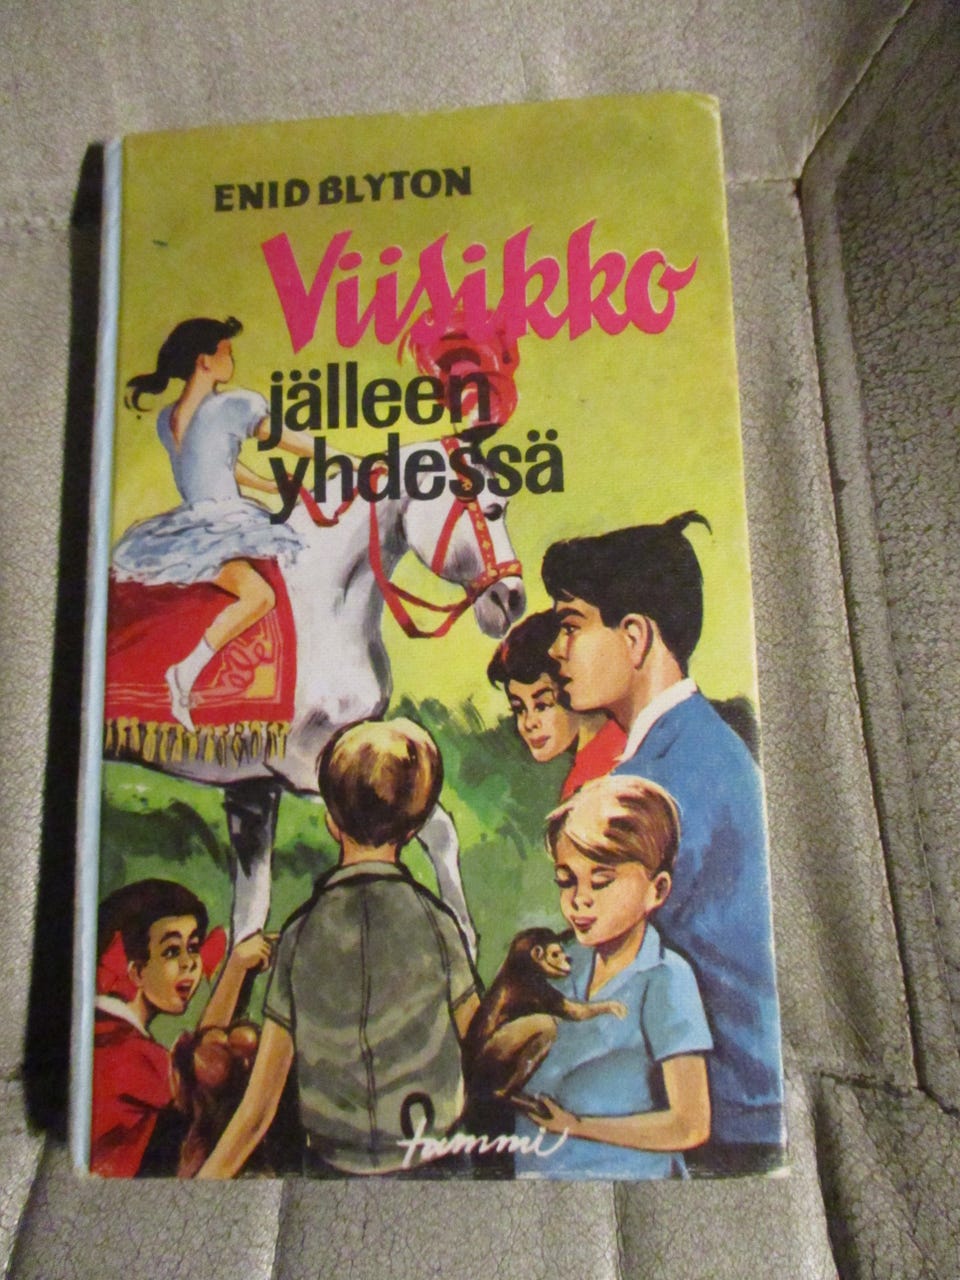 ENID BLYTON
Viisikko
jälleen
yhdessä
tammi